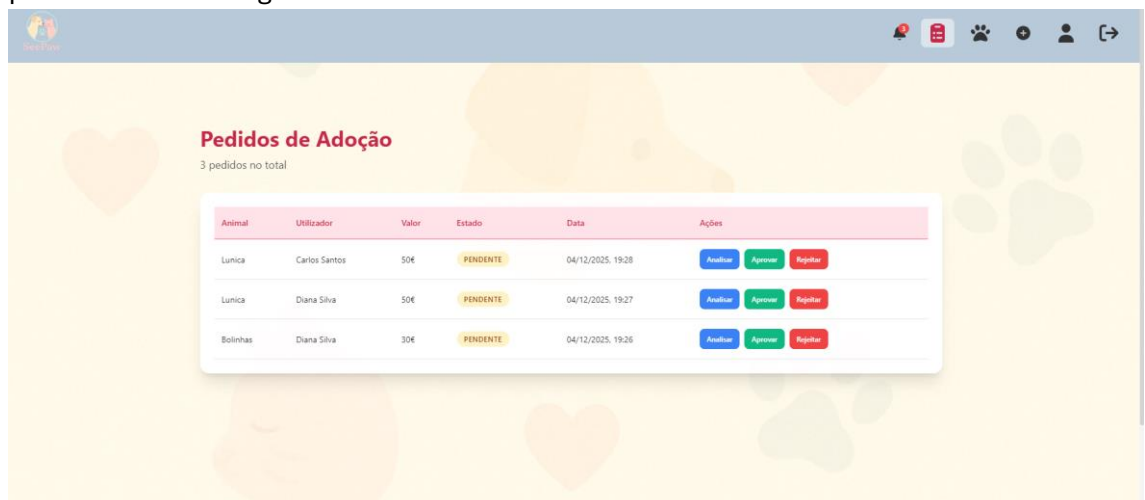 SeePaw
3
Pedidos de Adoção
3 pedidos no total
Animal Utilizador Valor Estado Data Ações
Lunica Carlos Santos 50€ PENDENTE 04/12/2025, 19:28 Analisar Aprovar Rejeitar
Lunica Diana Silva 50€ PENDENTE 04/12/2025, 19:27 Analisar Aprovar Rejeitar
Bolinhas Diana Silva 30€ PENDENTE 04/12/2025, 19:26 Analisar Aprovar Rejeitar